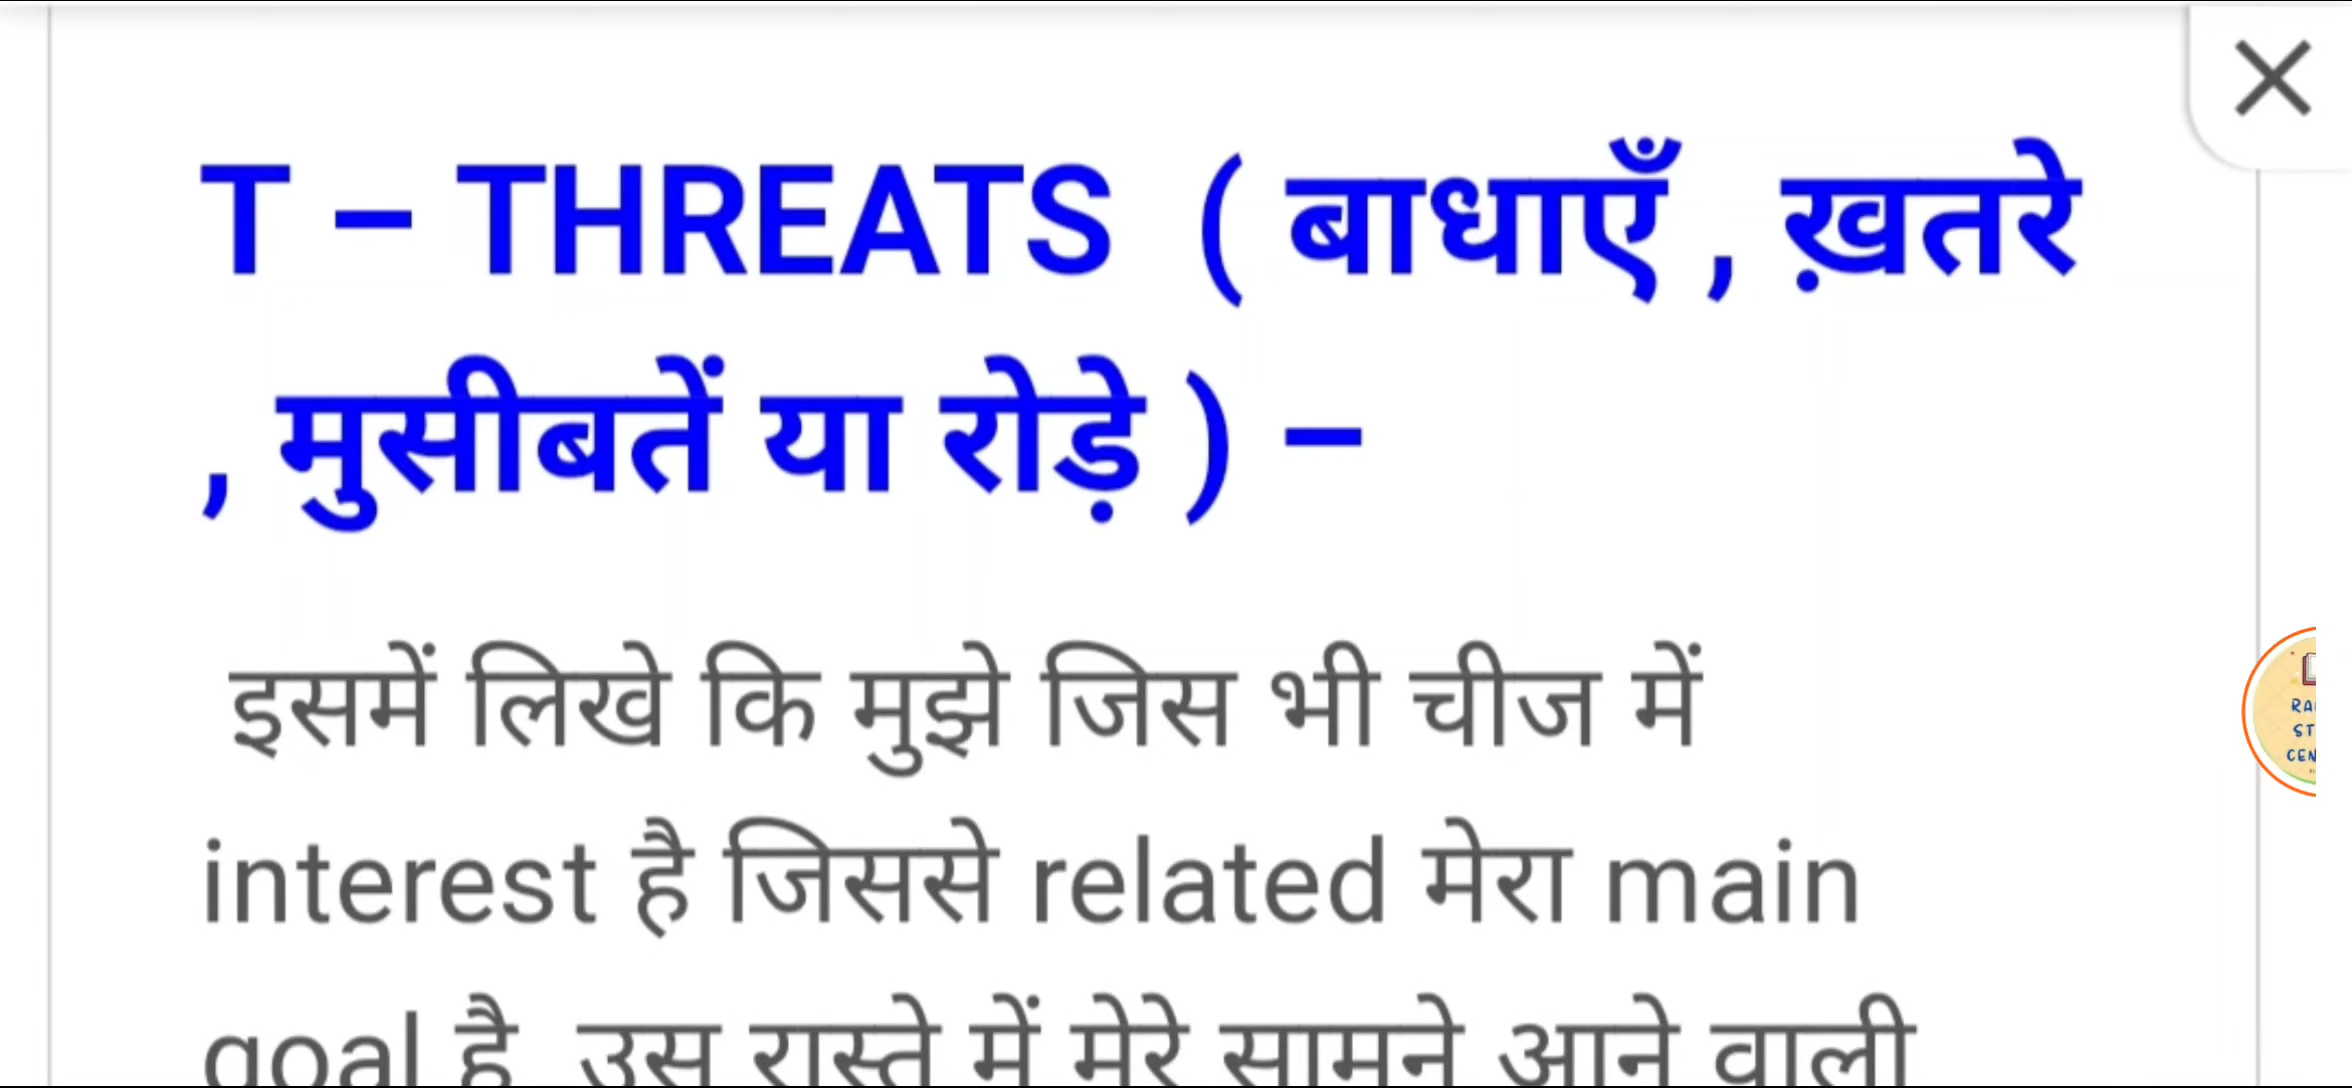 T – THREATS ( बाधाएँ , ख़तरे
, मुसीबतें या रोड़े ) –
इसमें लिखे कि मुझे जिस भी चीज में
interest है जिससे related मेरा main
goal है उस रास्ते में मेरे सामने आने वाली